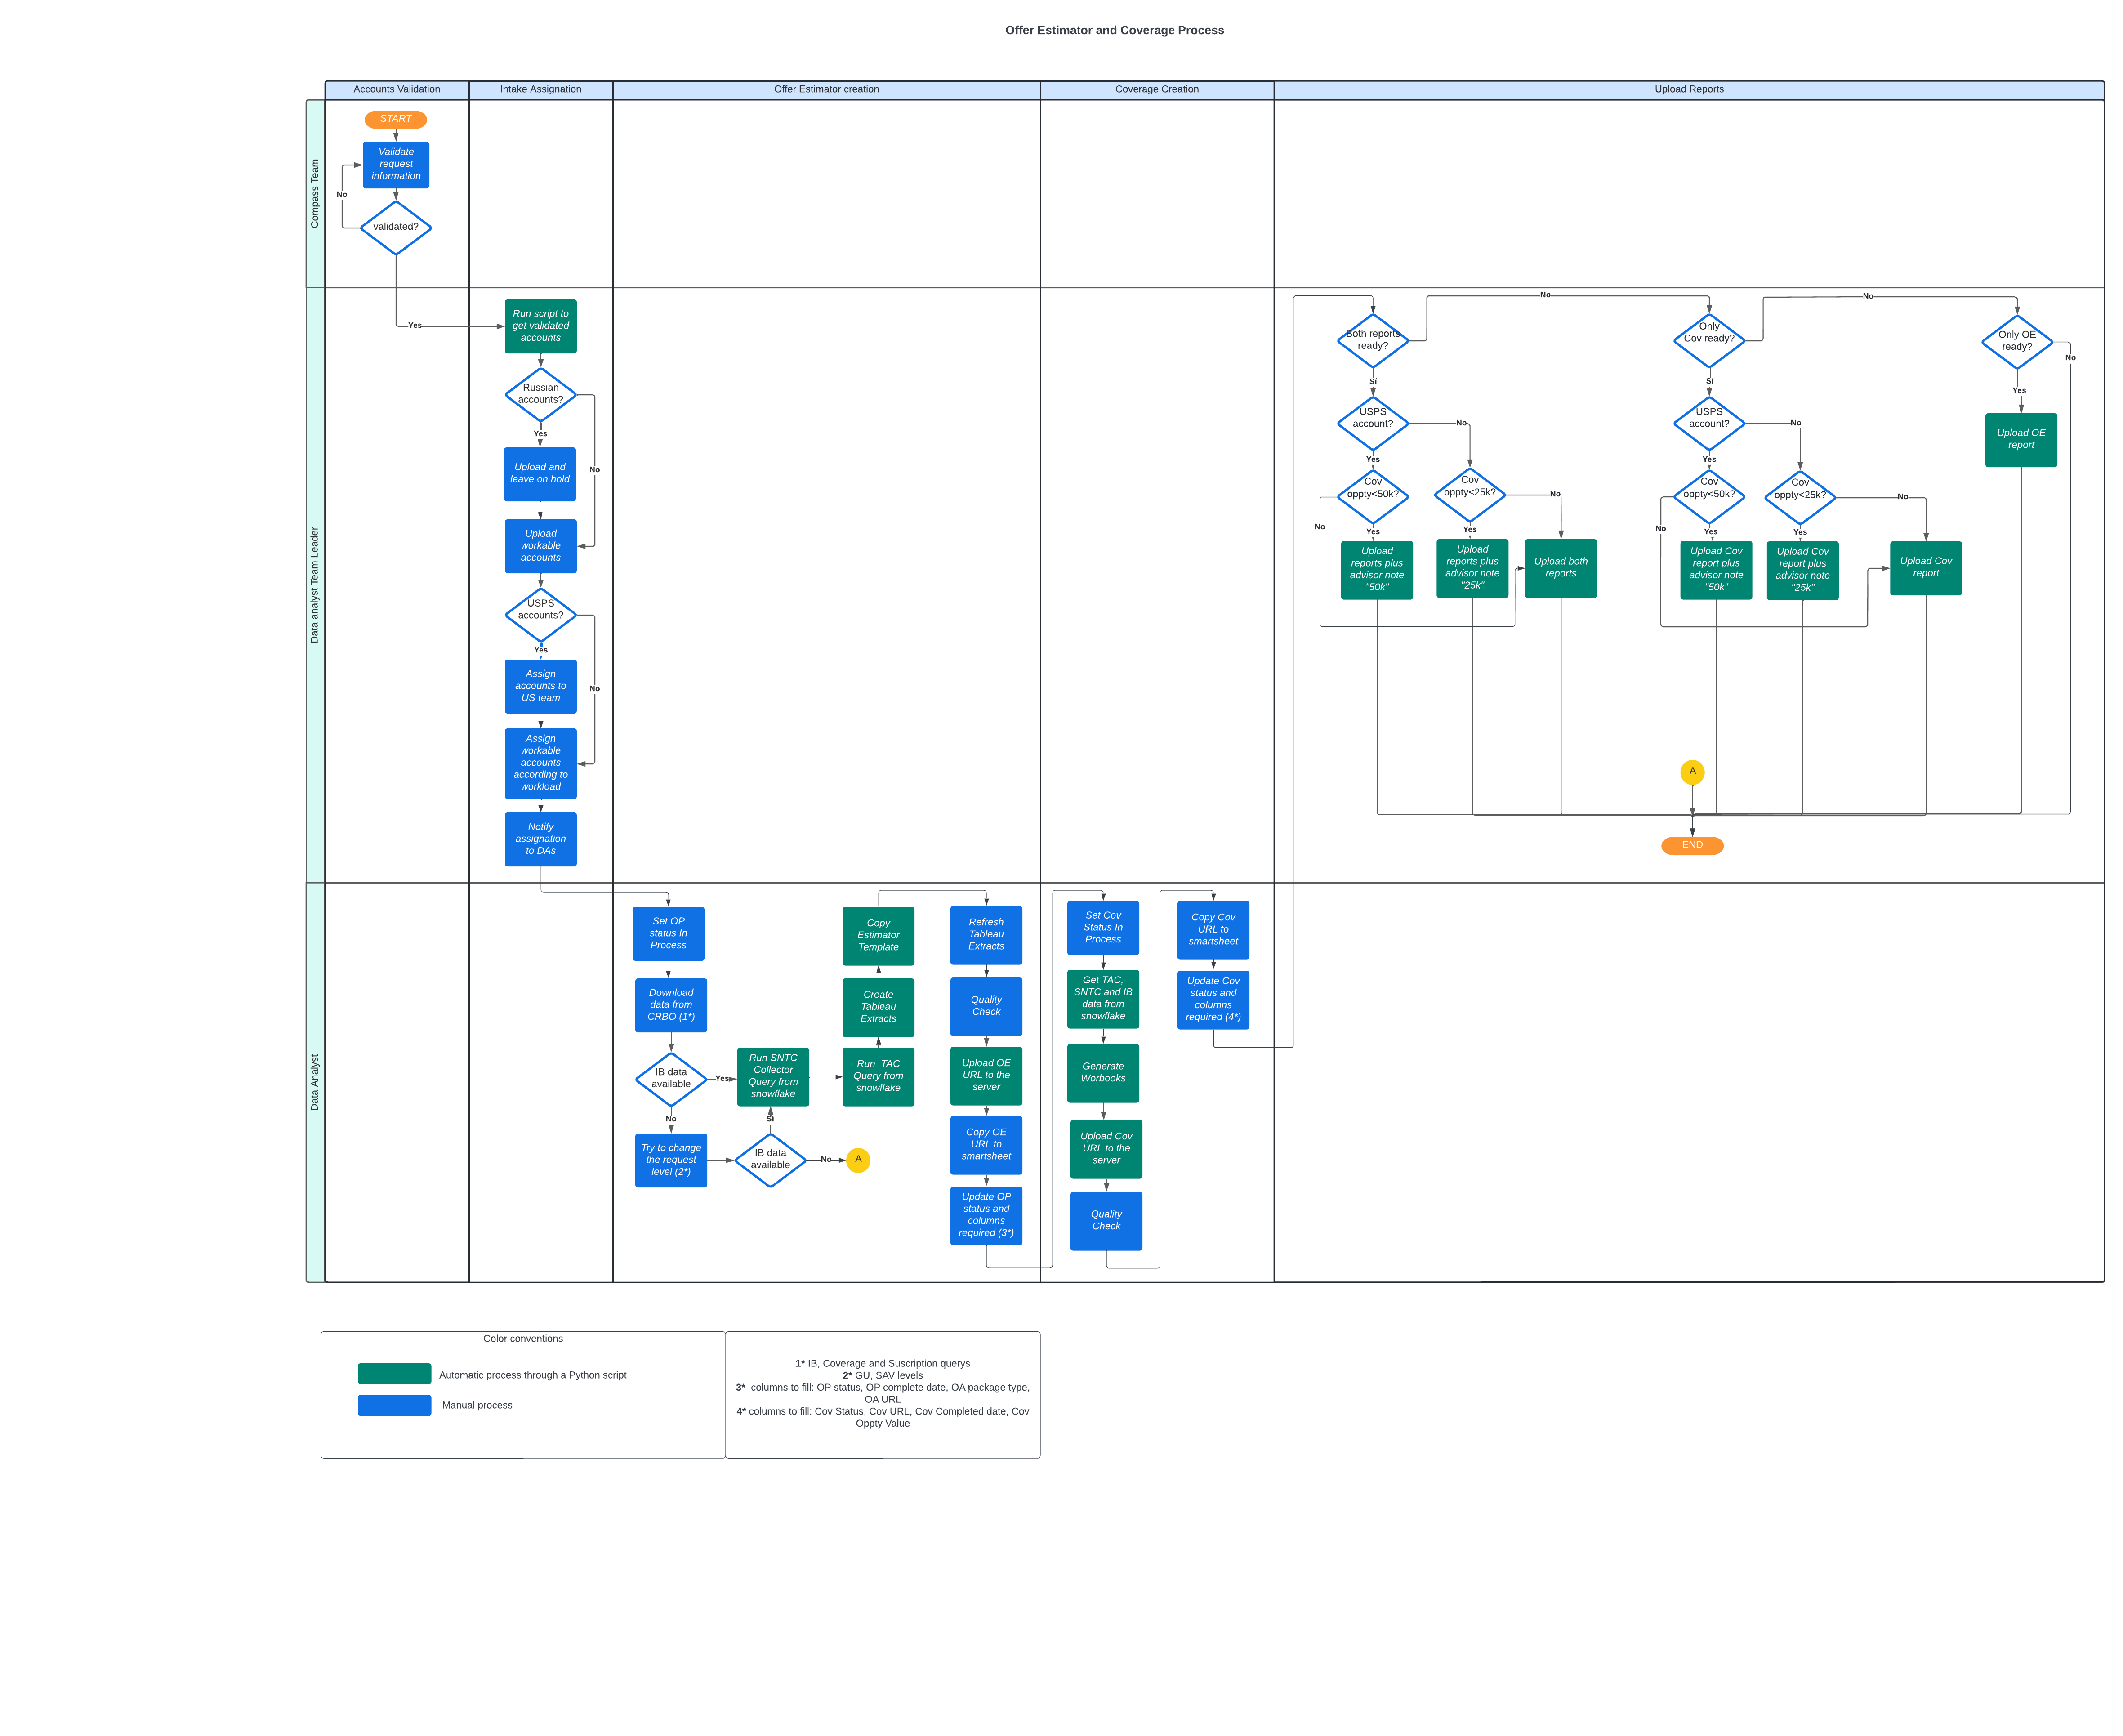 Offer Estimator and Coverage Process
Accounts Validation
Intake Assignation
Offer Estimator creation
Coverage Creation
Upload Reports
Compass Team
START
Validate
request
information
No
validated?
Yes
Data analyst Team Leader
Run script to
get validated
accounts
Russian
accounts?
Yes
No
Upload and
leave on hold
Upload
workable
accounts
USPS
accounts?
Yes
No
Assign
accounts to
US team
Assign
workable
accounts
according to
workload
Notify
assignation
to DAs
Both reports
ready?
No
Sí
USPS
account?
No
Yes
Cov
oppty<50k?
No
Yes
Cov
oppty<25k?
No
Yes
Upload
reports plus
advisor note
"50k"
Upload
reports plus
advisor note
"25k"
Upload both
reports
Only
Cov ready?
No
Sí
USPS
account?
No
Yes
Cov
oppty<50k?
No
Yes
Cov
oppty<25k?
No
Yes
Upload Cov
report plus
advisor note
"50k"
Upload Cov
report plus
advisor note
"25k"
Upload Cov
report
Only OE
ready?
No
Yes
Upload OE
report
A
END
Data Analyst
Set OP
status In
Process
Download
data from
CRBO (1*)
IB data
available
Yes
No
Try to change
the request
level (2*)
IB data
available
Sí
No
A
Run SNTC
Collector
Query from
snowflake
Run  TAC
Query from
snowflake
Create
Tableau
Extracts
Copy
Estimator
Template
Refresh
Tableau
Extracts
Quality
Check
Upload OE
URL to the
server
Copy OE
URL to
smartsheet
Update OP
status and
columns
required (3*)
Set Cov
Status In
Process
Get TAC,
SNTC and IB
data from
snowflake
Generate
Worbooks
Upload Cov
URL to the
server
Quality
Check
Copy Cov
URL to
smartsheet
Update Cov
status and
columns
required (4*)
Color conventions
Automatic process through a Python script
Manual process
1* IB, Coverage and Suscription querys
2* GU, SAV levels
3*  columns to fill: OP status, OP complete date, OA package type,
OA URL
4* columns to fill: Cov Status, Cov URL, Cov Completed date, Cov
Oppty Value